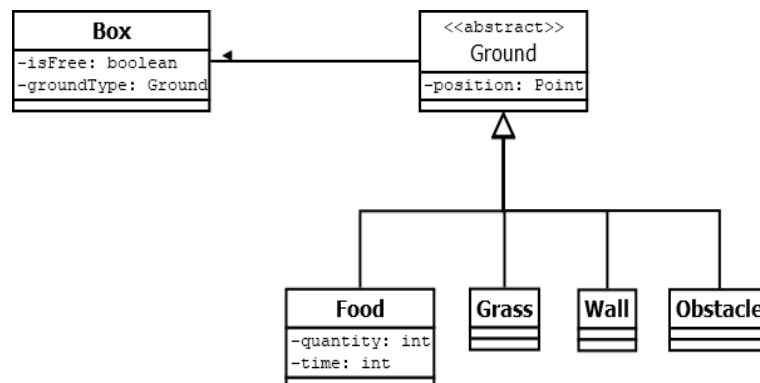 Box
-isFree: boolean
-groundType: Ground
<<abstract>>
Ground
-position: Point
Food
-quantity: int
-time: int
Grass
Wall
Obstacle